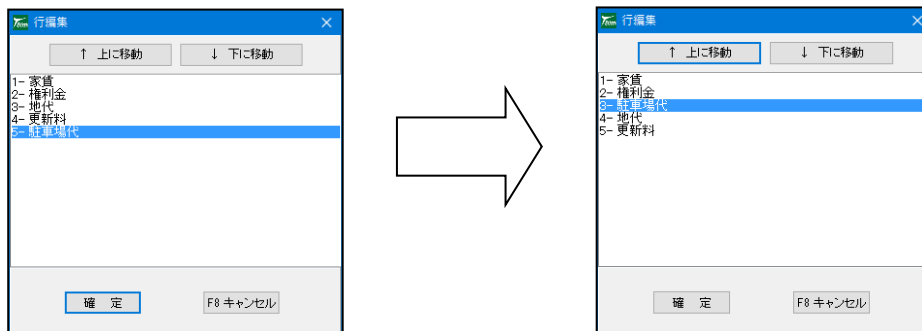 行編集
↑ 上に移動
↓ 下に移動
1- 家賃
2- 権利金
3- 地代
4- 更新料
5- 駐車場代
確 定
F8 キャンセル
行編集
↑ 上に移動
↓ 下に移動
1- 家賃
2- 権利金
3- 駐車場代
4- 地代
5- 更新料
確 定
F8 キャンセル